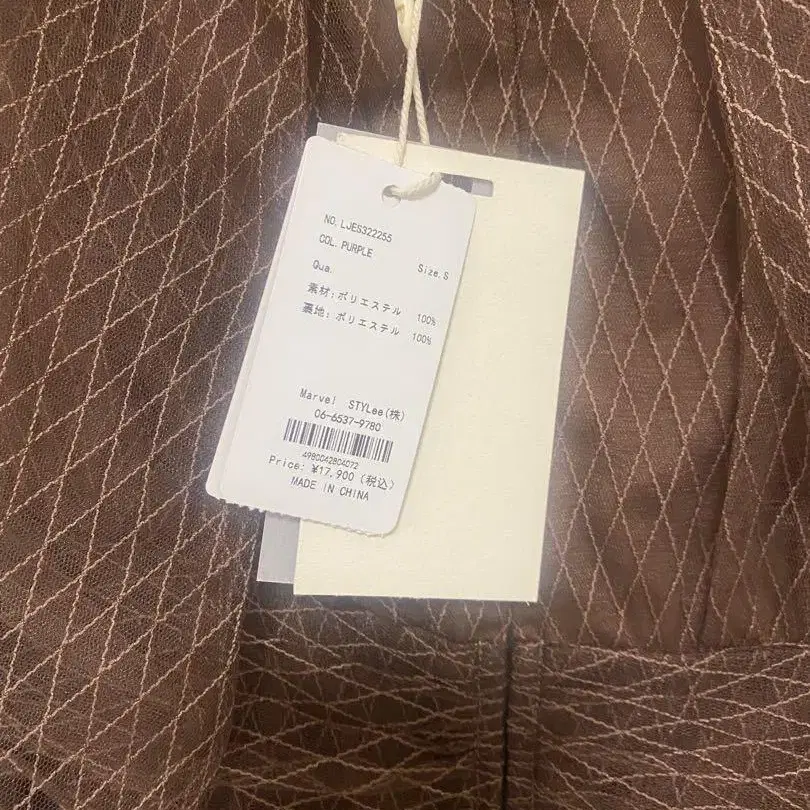 NO. LJES322255
COL. PURPLE
Size. S
Qua.
素材: ポリエステル 100%
裏地: ポリエステル 100%
Marvel STYLee(株)
06-6537-9780
4980042804072
Price: ¥17,900 (税込)
MADE IN CHINA